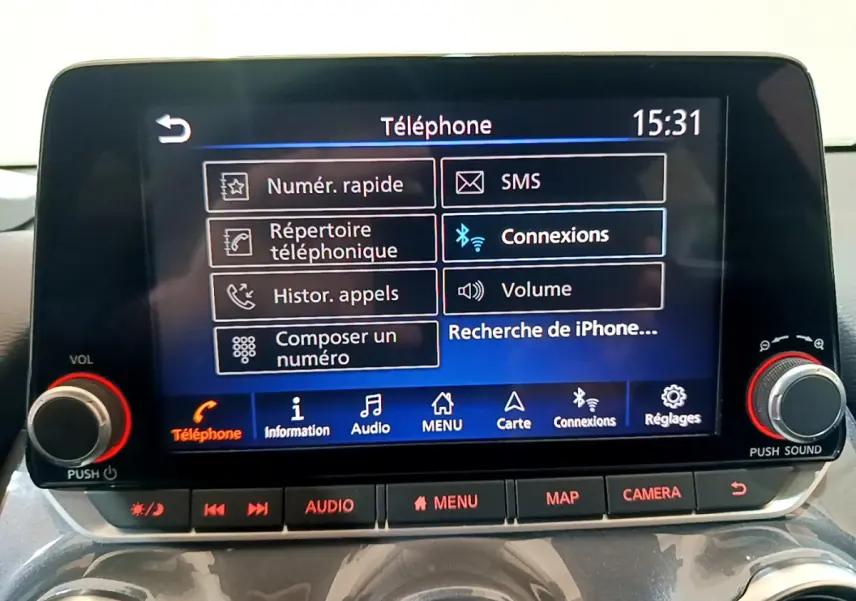 Téléphone
15:31
Numér. rapide
SMS
Répertoire
téléphonique
Connexions
Histor. appels
Volume
Composer un
numéro
Recherche de iPhone...
VOL
PUSH
Téléphone
Information
Audio
MENU
Carte
Connexions
Réglages
PUSH SOUND
AUDIO
MENU
MAP
CAMERA